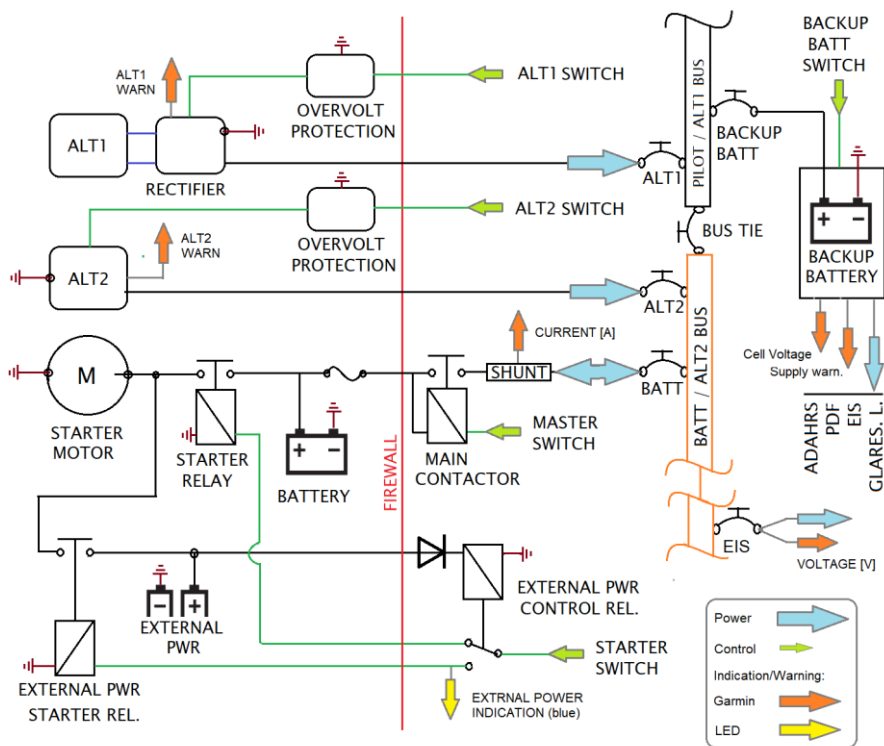 ALT1
WARN
ALT1 SWITCH
OVERVOLT
PROTECTION
ALT1
RECTIFIER
ALT1
PILOT / ALT1 BUS
BACKUP
BATT
BACKUP
BATT
SWITCH
ALT2 SWITCH
OVERVOLT
PROTECTION
ALT2
WARN
ALT2
ALT2
BUS TIE
+ −
BACKUP
BATTERY
Cell Voltage
Supply warn.
ADAHRS
PDF
EIS
GLARES. L.
CURRENT [A]
M
STARTER
MOTOR
STARTER
RELAY
+ −
BATTERY
FIREWALL
SHUNT
BATT
MASTER
SWITCH
MAIN
CONTACTOR
BATT / ALT2 BUS
EIS
VOLTAGE [V]
− +
EXTERNAL
PWR
EXTERNAL PWR
CONTROL REL.
STARTER
SWITCH
EXTERNAL PWR
STARTER REL.
EXTRNAL POWER
INDICATION (blue)
Power
Control
Indication/Warning:
Garmin
LED